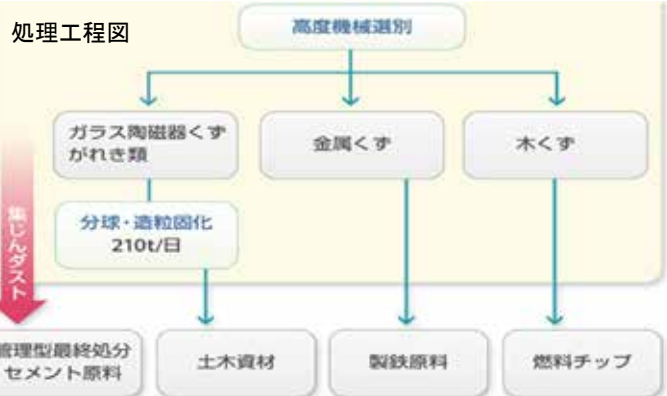 処理工程図
高度機械選別
ガラス陶磁器くず
がれき類
金属くず
木くず
分球・造粒固化
210t/日
集じんダスト
管理型最終処分
セメント原料
土木資材
製鉄原料
燃料チップ